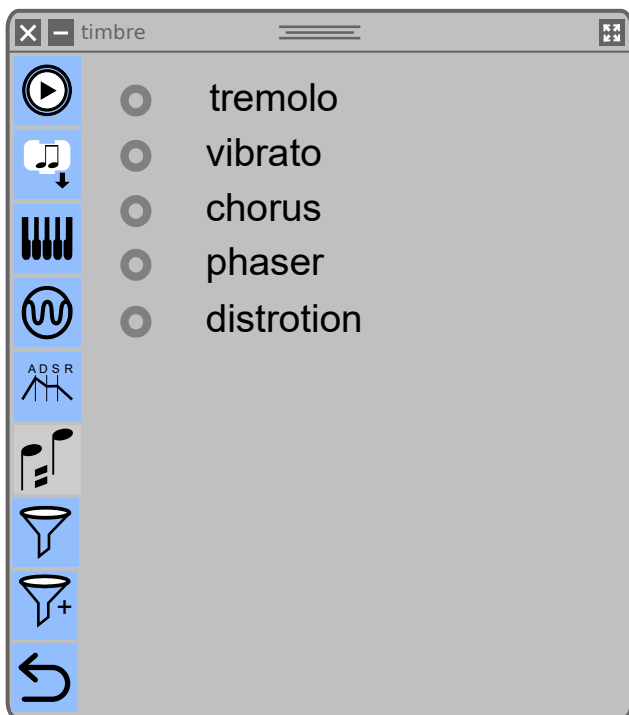 timbre
tremolo
vibrato
chorus
A D S R
phaser
distrotion
+